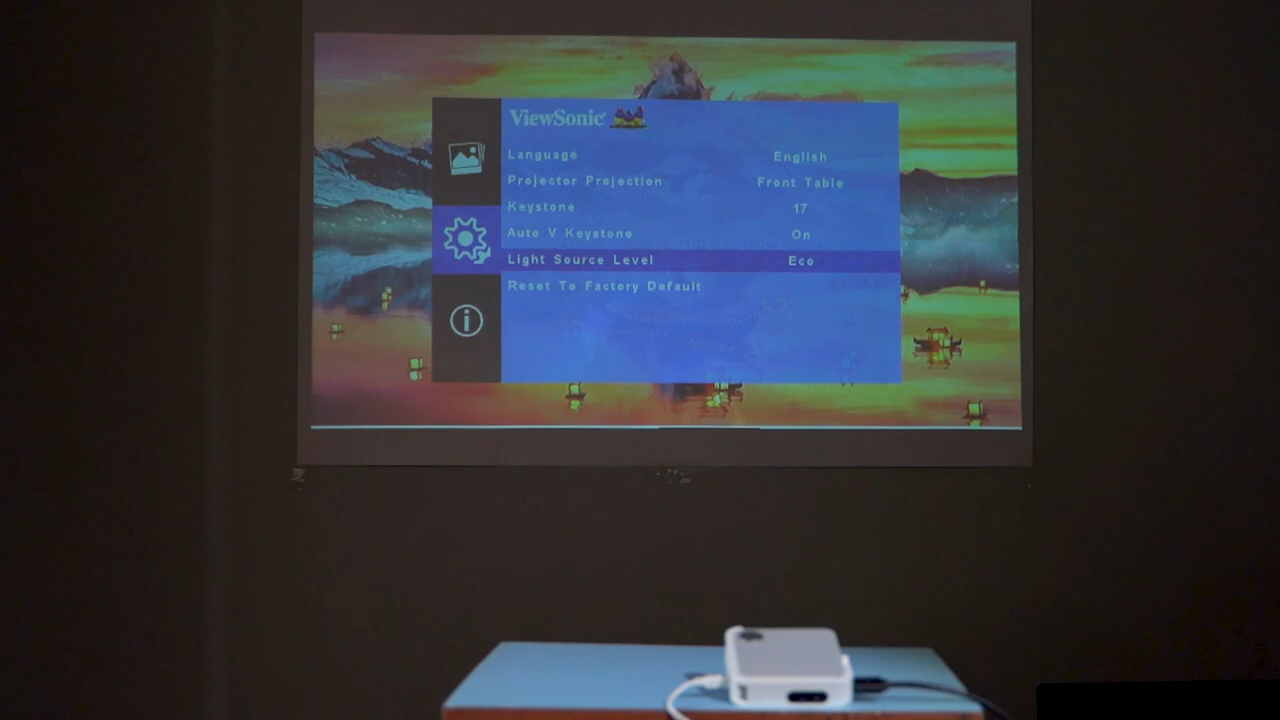 ViewSonic
Language English
Projector Projection Front Table
Keystone 17
Auto V Keystone On
Light Source Level Eco
Reset To Factory Default